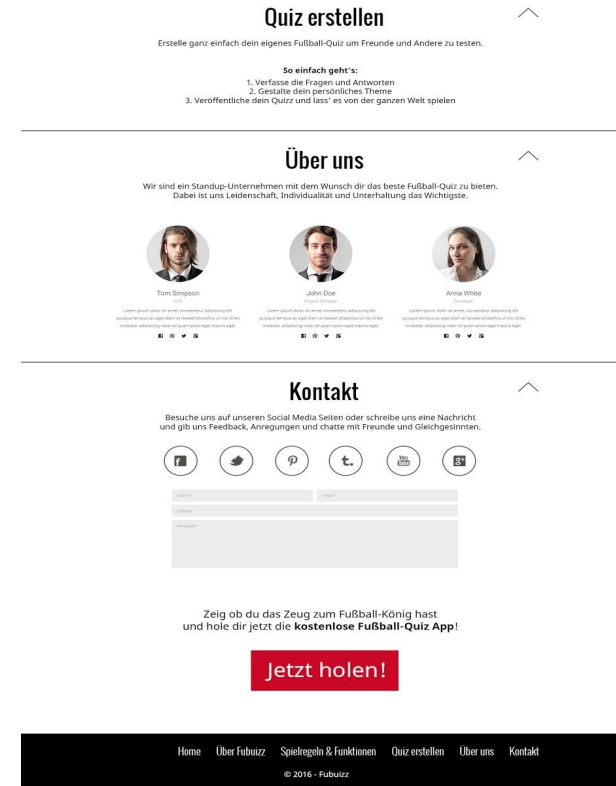 Quiz erstellen
Erstelle ganz einfach dein eigenes Fußball-Quiz um Freunde und Andere zu testen.
So einfach geht's:
1. Verfasse die Fragen und Antworten
2. Gestalte dein persönliches Theme
3. Veröffentliche dein Quizz und lass' es von der ganzen Welt spielen
Über uns
Wir sind ein Standup-Unternehmen mit dem Wunsch dir das beste Fußball-Quiz zu bieten.
Dabei ist uns Leidenschaft, Individualität und Unterhaltung das Wichtigste.
Tom Simpson
John Doe
Project Manager
Anna White
Developer
Kontakt
Besuche uns auf unseren Social Media Seiten oder schreibe uns eine Nachricht
und gib uns Feedback, Anregungen und chatte mit Freunde und Gleichgesinnten.
You Tube
Name *
Email *
Subject
Message *
Zeig ob du das Zeug zum Fußball-König hast
und hole dir jetzt die kostenlose Fußball-Quiz App!
Jetzt holen!
Home Über Fubuizz Spielregeln & Funktionen Quiz erstellen Über uns Kontakt
© 2016 - Fubuizz